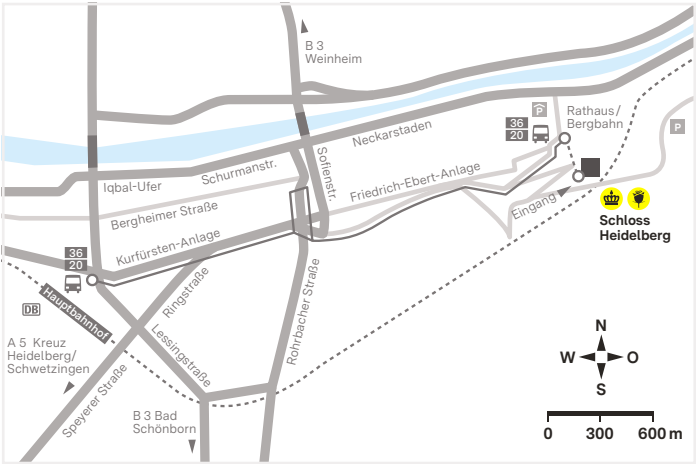 B 3
Weinheim
P
36
20
Rathaus/
Bergbahn
P
Neckarstaden
Sofienstr.
Schurmanstr.
Iqbal-Ufer
Friedrich-Ebert-Anlage
Bergheimer Straße
Eingang
Schloss
Heidelberg
Kurfürsten-Anlage
36
20
Ringstraße
Rohrbacher Straße
DB
Hauptbahnhof
Lessingstraße
A 5 Kreuz
Heidelberg/
Schwetzingen
Speyerer Straße
B 3 Bad
Schönborn
N
W O
S
0 300 600 m